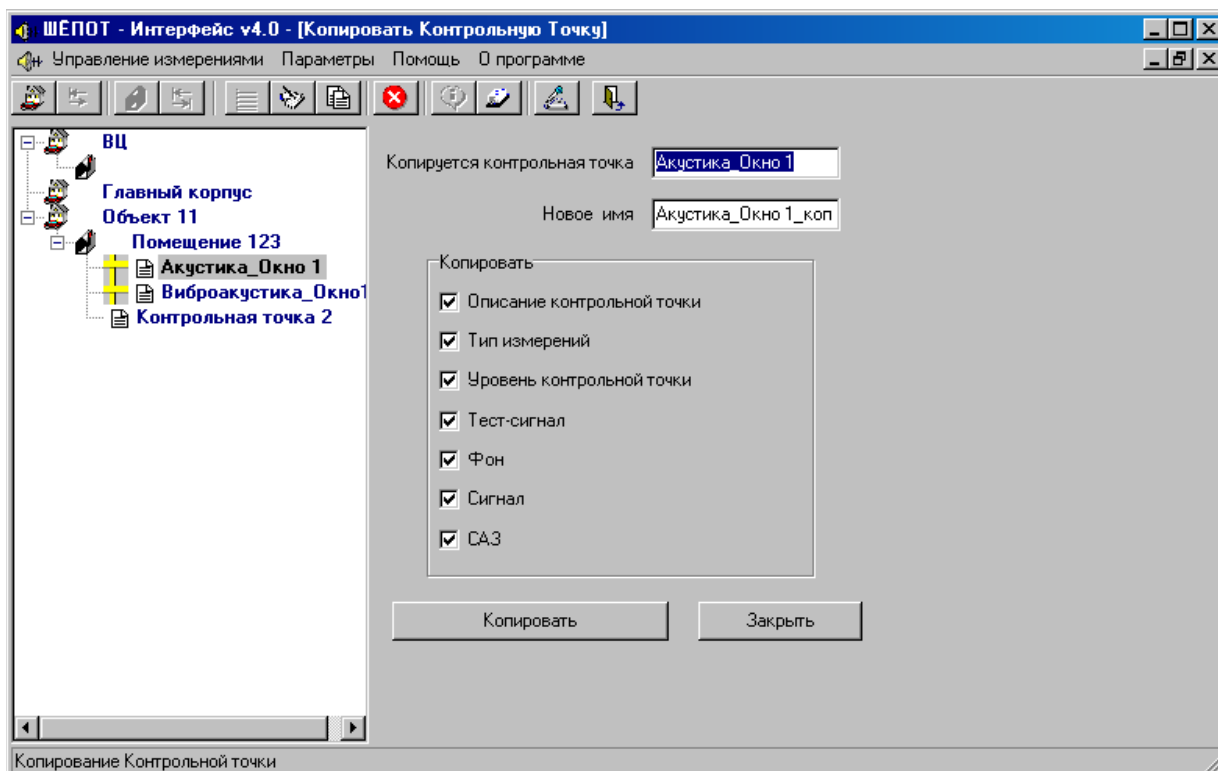 ШЁПОТ - Интерфейс v4.0 - [Копировать Контрольную Точку]
Управление измерениями Параметры Помощь О программе
ВЦ
Главный корпус
Объект 11
Помещение 123
Акустика_Окно 1
Виброакустика_Окно1
Контрольная точка 2
Копируется контрольная точка Акустика_Окно 1
Новое имя Акустика_Окно 1_коп
Копировать
Описание контрольной точки
Тип измерений
Уровень контрольной точки
Тест-сигнал
Фон
Сигнал
САЗ
Копировать Закрыть
Копирование Контрольной точки